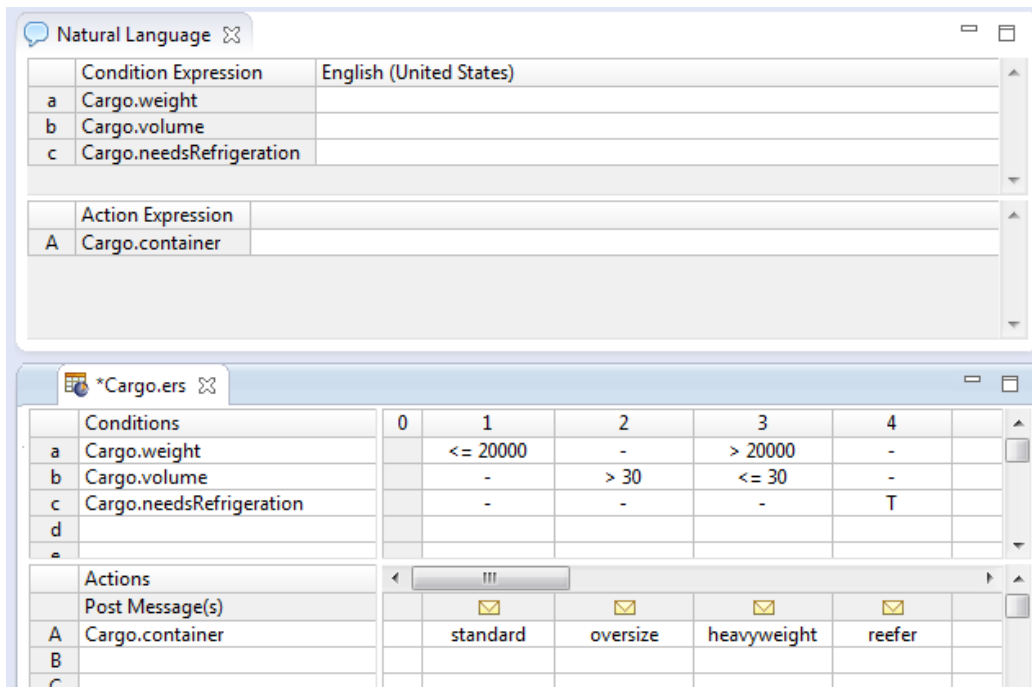 Natural Language
Condition Expression English (United States)
a Cargo.weight
b Cargo.volume
c Cargo.needsRefrigeration
Action Expression
A Cargo.container
*Cargo.ers
Conditions 0 1 2 3 4
a Cargo.weight <= 20000 - > 20000 -
b Cargo.volume - > 30 <= 30 -
c Cargo.needsRefrigeration - - - T
d
e
Actions
Post Message(s)
A Cargo.container standard oversize heavyweight reefer
B
C